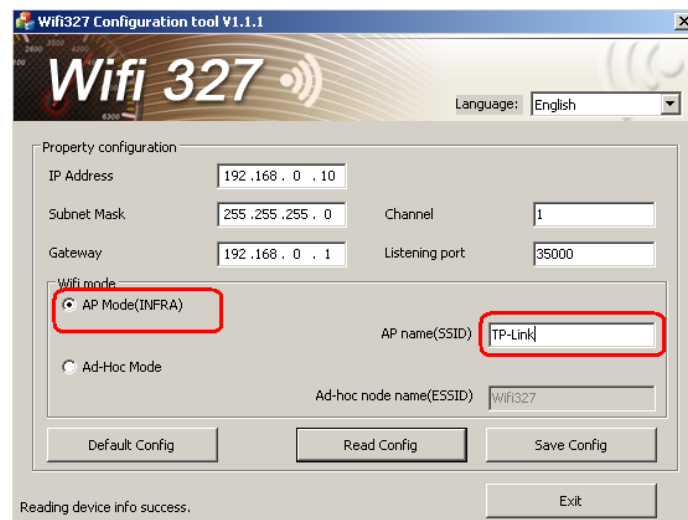 Wifi327 Configuration tool V1.1.1
Wifi 327
Language: English
Property configuration
IP Address 192 .168 . 0 . 10
Subnet Mask 255 .255 .255 . 0 Channel 1
Gateway 192 .168 . 0 . 1 Listening port 35000
Wifi mode
AP Mode(INFRA)
AP name(SSID) TP-Link
Ad-Hoc Mode
Ad-hoc node name(ESSID) Wifi327
Default Config Read Config Save Config
Reading device info success. Exit